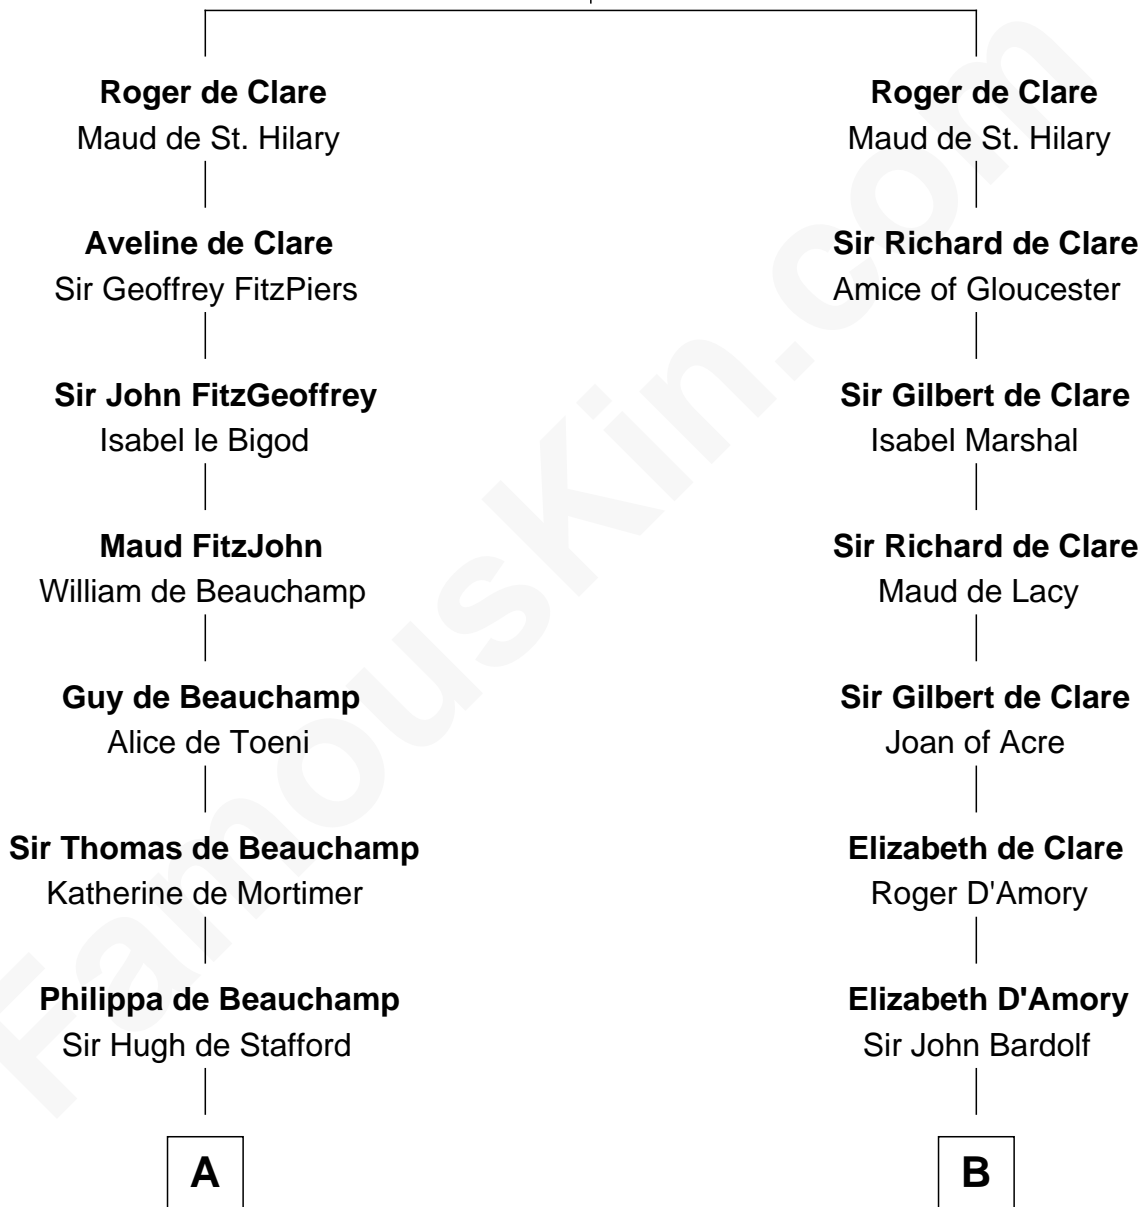 Roger de Clare
Maud de St. Hilary
Aveline de Clare
Sir Geoffrey FitzPiers
Sir John FitzGeoffrey
Isabel le Bigod
Maud FitzJohn
William de Beauchamp
Guy de Beauchamp
Alice de Toeni
Sir Thomas de Beauchamp
Katherine de Mortimer
Philippa de Beauchamp
Sir Hugh de Stafford
A
Roger de Clare
Maud de St. Hilary
Sir Richard de Clare
Amice of Gloucester
Sir Gilbert de Clare
Isabel Marshal
Sir Richard de Clare
Maud de Lacy
Sir Gilbert de Clare
Joan of Acre
Elizabeth de Clare
Roger D'Amory
Elizabeth D'Amory
Sir John Bardolf
B
FamousKin.com